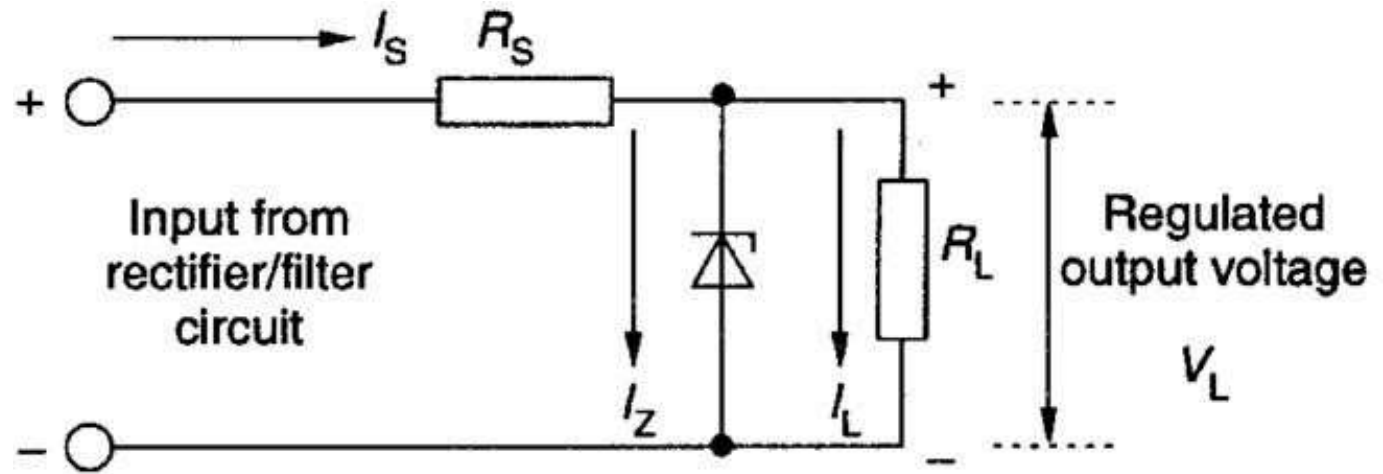 I_S R_S
+ +
Input from
rectifier/filter
circuit
R_L
Regulated
output voltage
V_L
I_Z I_L
– –